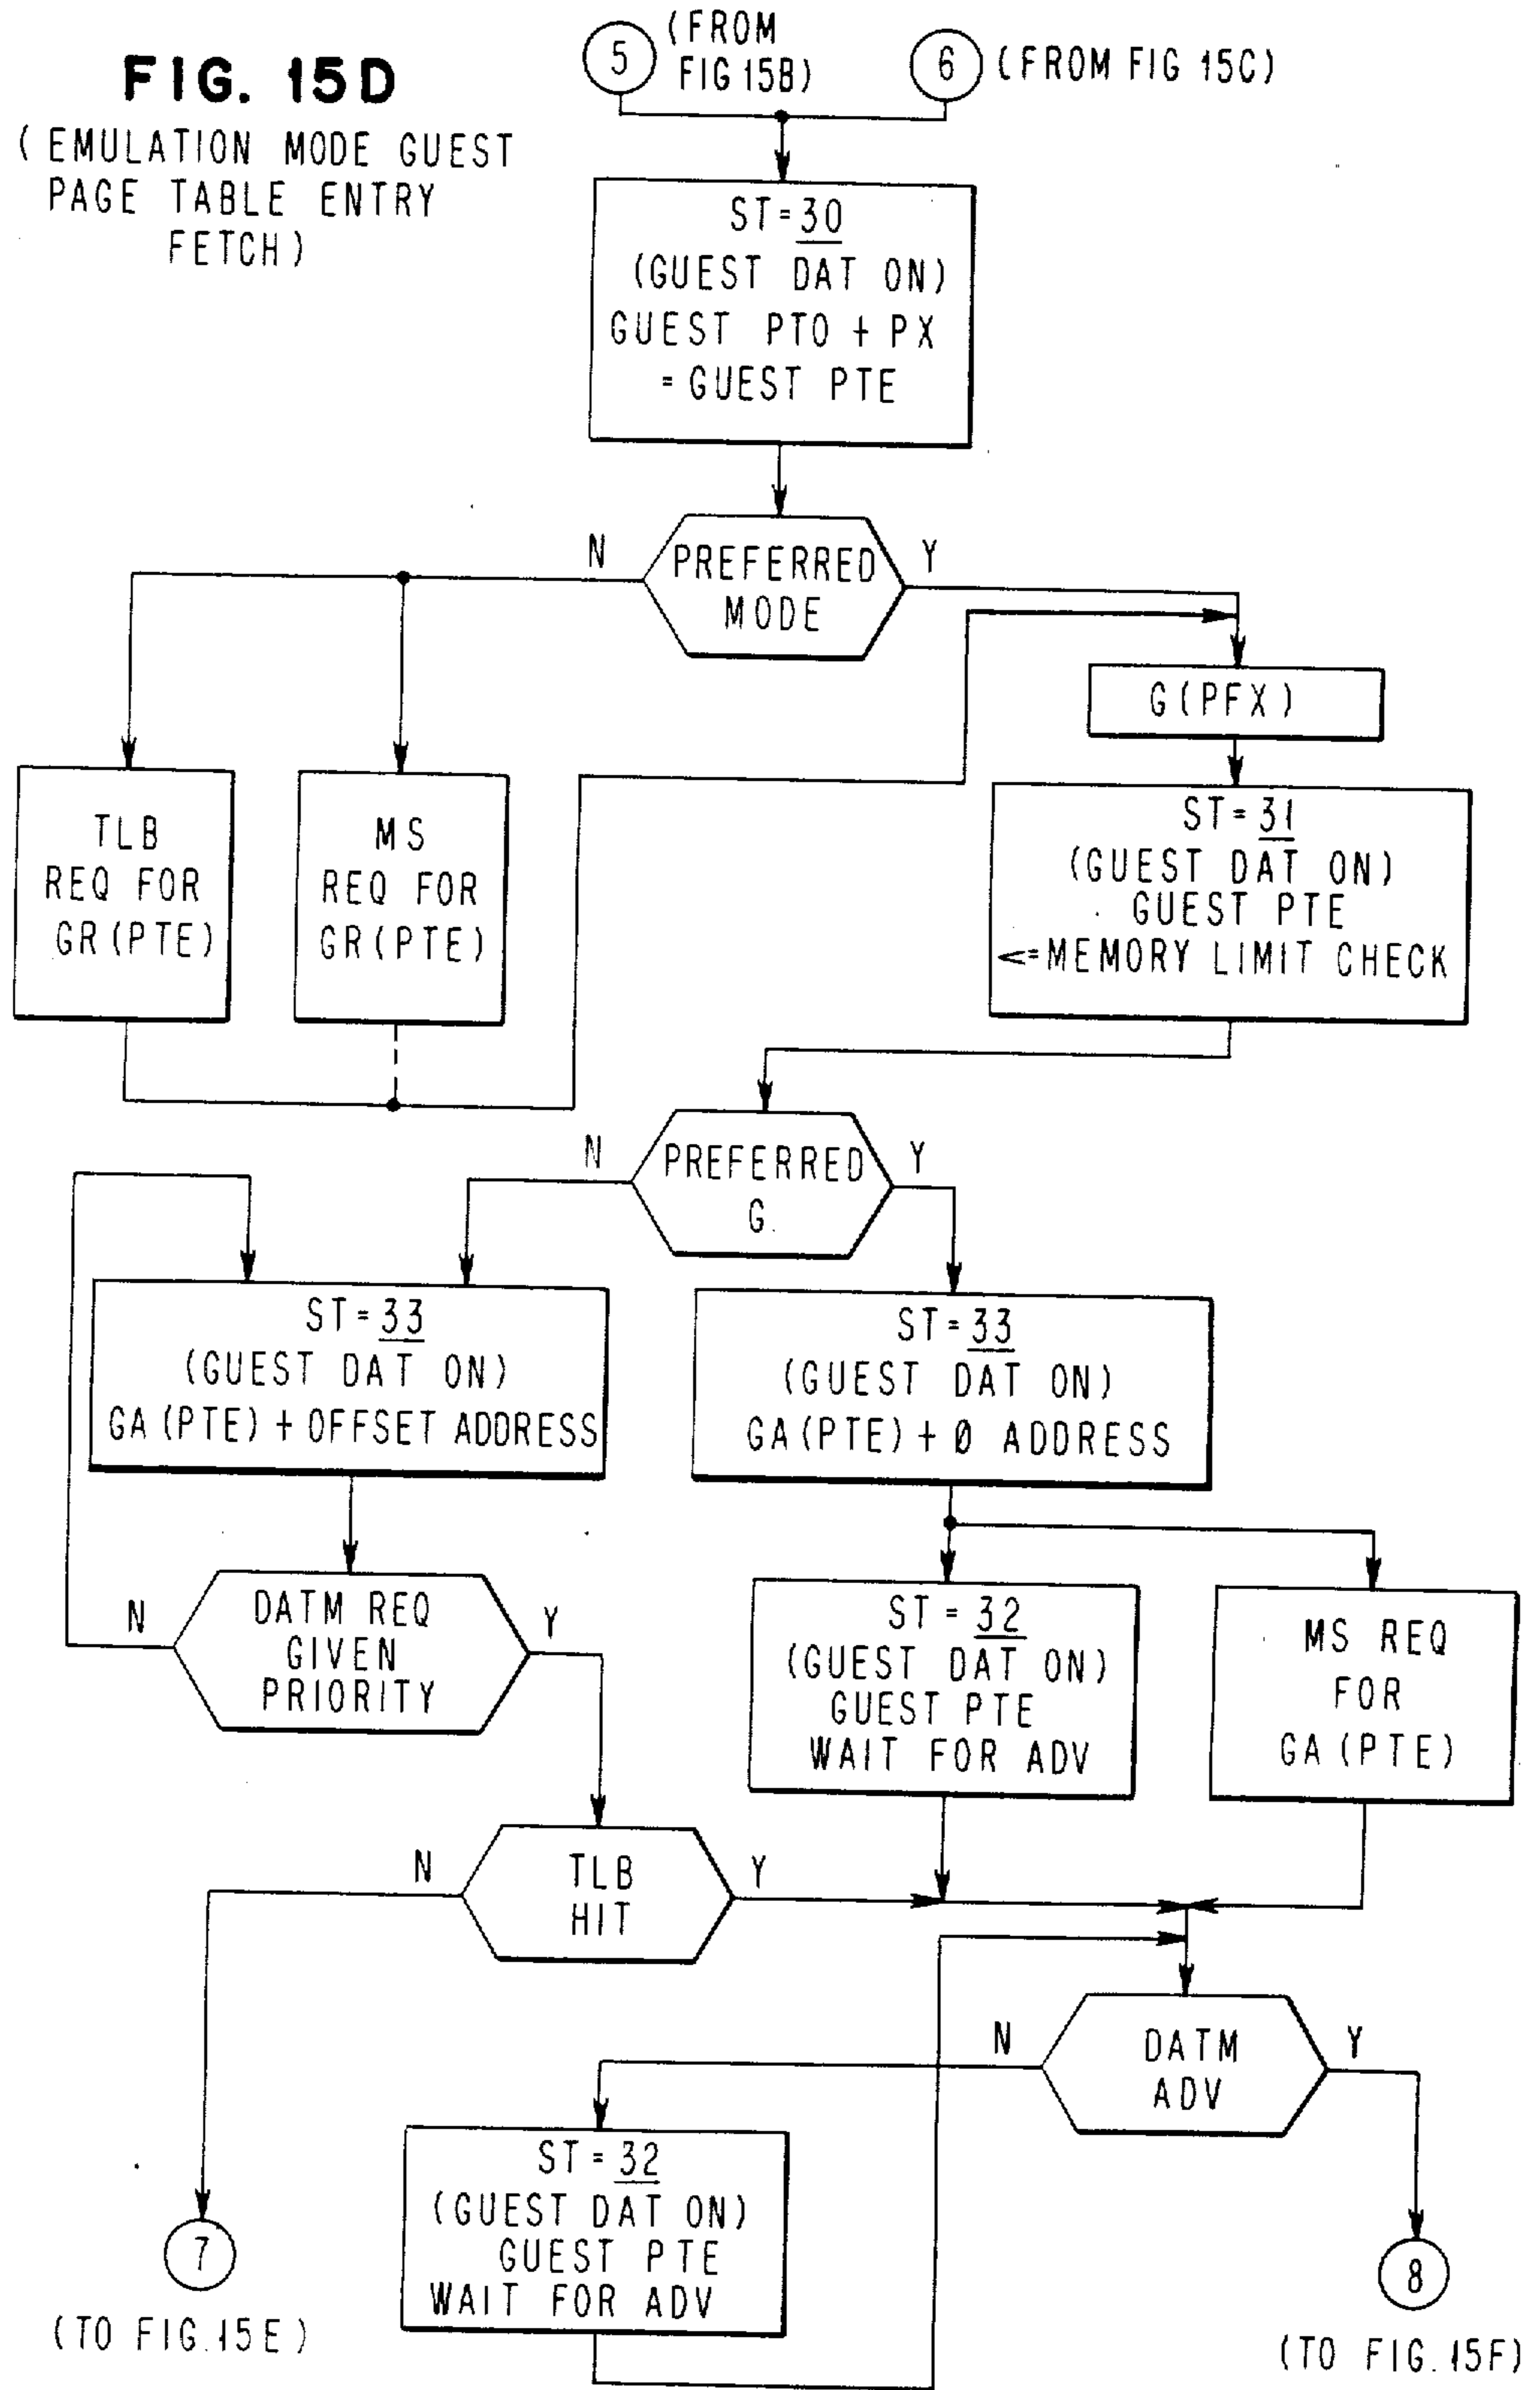 FIG. 15D
(EMULATION MODE GUEST
PAGE TABLE ENTRY
FETCH)
5
(FROM
FIG 15B)
6
(FROM FIG 15C)
ST=30
(GUEST DAT ON)
GUEST PTO + PX
= GUEST PTE
N
PREFERRED
MODE
Y
G(PFX)
TLB
REQ FOR
GR(PTE)
MS
REQ FOR
GR(PTE)
ST=31
(GUEST DAT ON)
GUEST PTE
<=MEMORY LIMIT CHECK
N
PREFERRED
G
Y
ST=33
(GUEST DAT ON)
GA(PTE)+OFFSET ADDRESS
ST=33
(GUEST DAT ON)
GA(PTE)+0 ADDRESS
N
DATM REQ
GIVEN
PRIORITY
Y
ST=32
(GUEST DAT ON)
GUEST PTE
WAIT FOR ADV
MS REQ
FOR
GA(PTE)
N
TLB
HIT
Y
N
DATM
ADV
Y
ST=32
(GUEST DAT ON)
GUEST PTE
WAIT FOR ADV
7
(TO FIG.15E)
8
(TO FIG.15F)